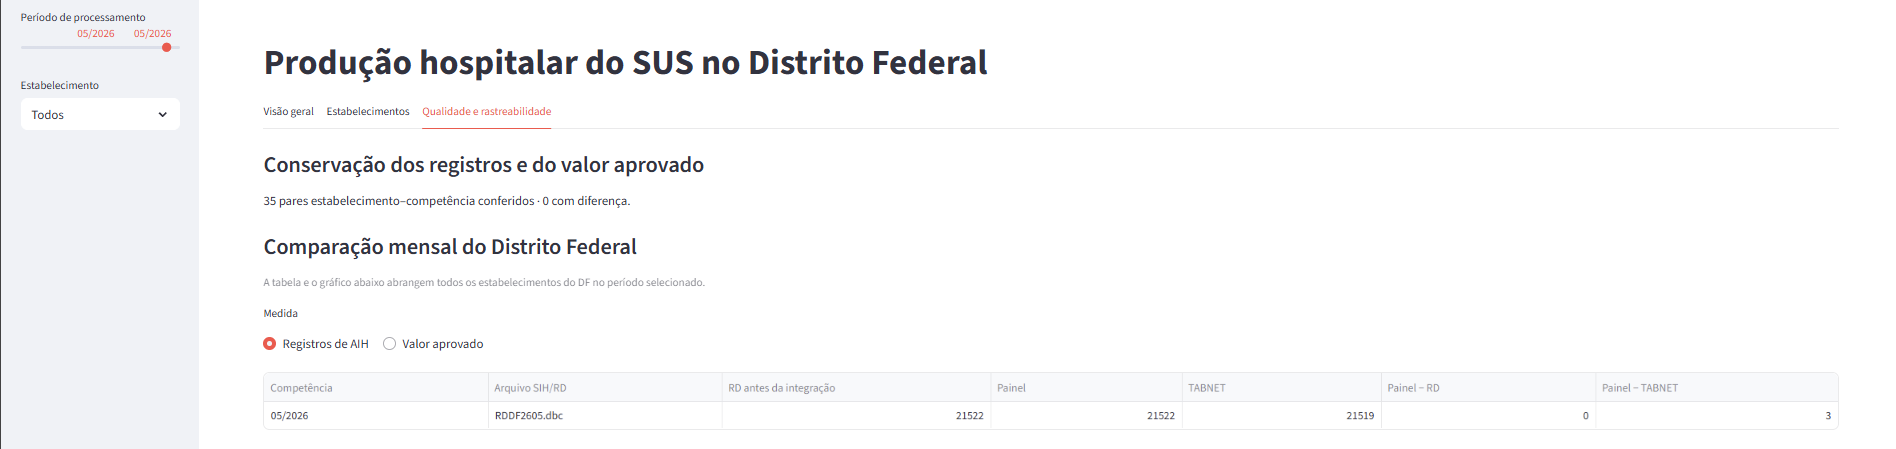 Período de processamento
05/2026 05/2026
Estabelecimento
Todos
Produção hospitalar do SUS no Distrito Federal
Visão geral Estabelecimentos Qualidade e rastreabilidade
Conservação dos registros e do valor aprovado
35 pares estabelecimento–competência conferidos · 0 com diferença.
Comparação mensal do Distrito Federal
A tabela e o gráfico abaixo abrangem todos os estabelecimentos do DF no período selecionado.
Medida
Registros de AIH Valor aprovado
Competência Arquivo SIH/RD RD antes da integração Painel TABNET Painel − RD Painel − TABNET
05/2026 RDDF2605.dbc 21522 21522 21519 0 3